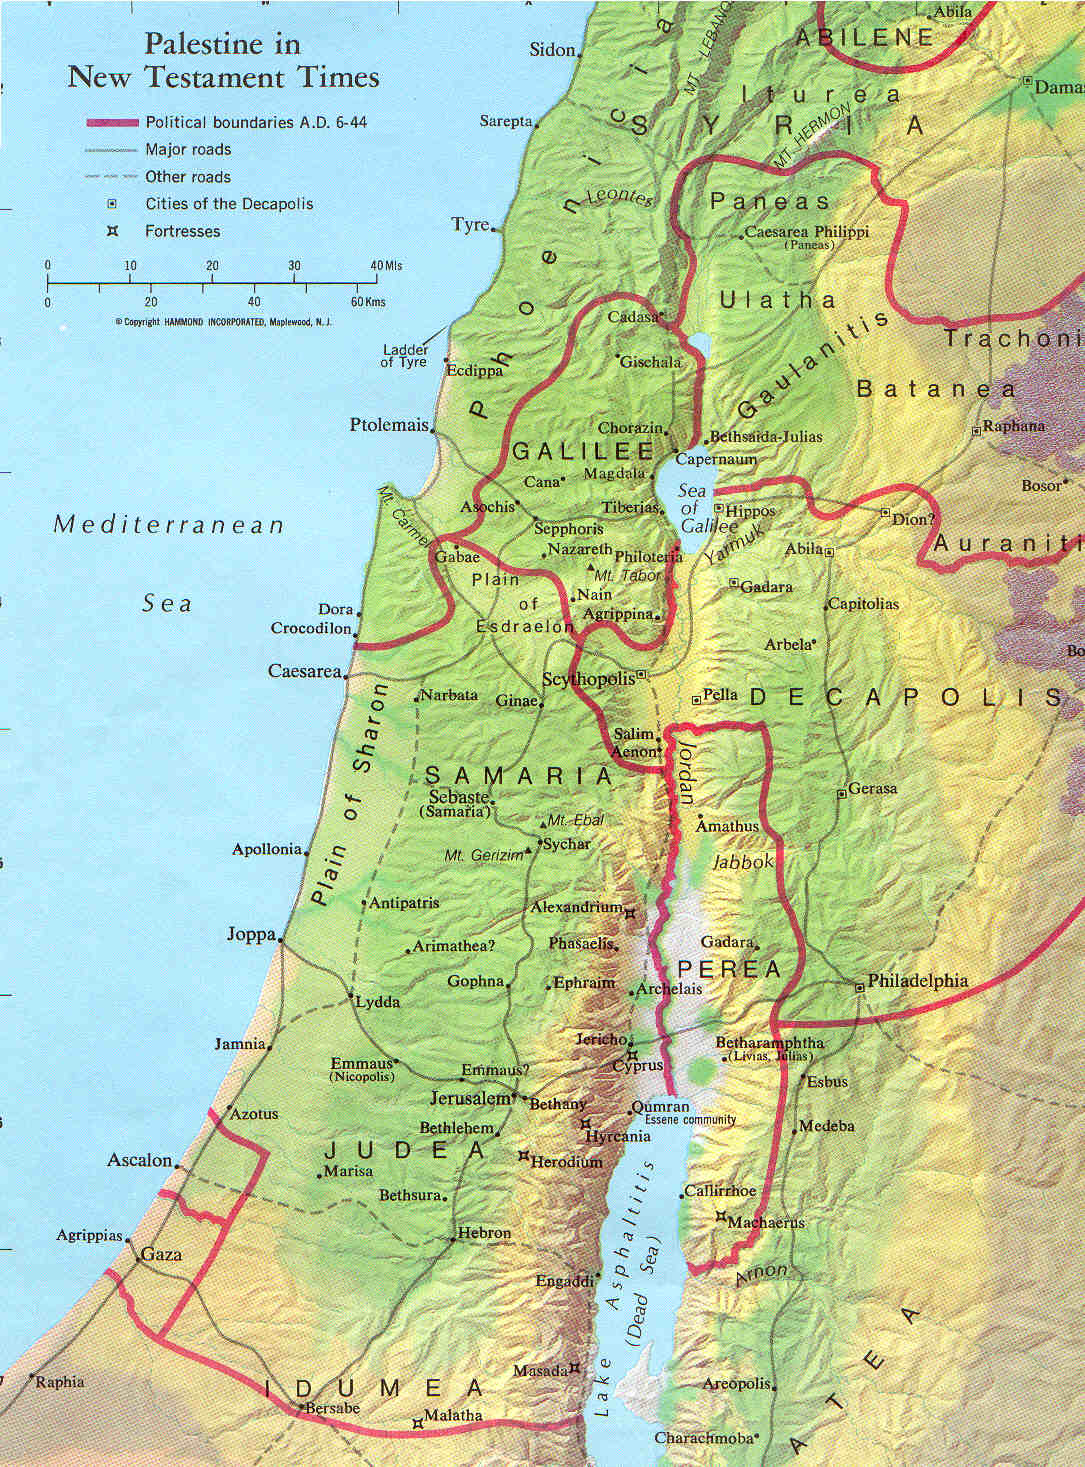 Palestine in
New Testament Times
Political boundaries A.D. 6-44
Major roads
Other roads
Cities of the Decapolis
Fortresses
0 10 20 30 40 Mls
0 20 40 60 Kms
© Copyright HAMMOND INCORPORATED, Maplewood, N. J.
Abila
ABILENE
Sidon
MT. LEBANO
Dama
Iturea
Sarepta
SYRIA
MT. HERMON
Phoenicia
Leontes
Paneas
Tyre
Caesarea Philippi
(Paneas)
Ulatha
Cadasa
Gaulanitis
Trachoni
Ladder
of Tyre
Ecdippa
Gischala
Batanea
Ptolemais
Chorazin
Bethsaida-Julias
Raphana
GALILEE
Capernaum
Magdala
Cana
Sea
of
Galilee
Bosor
Mt. Carmel
Asochis
Tiberias
Hippos
Dion?
Mediterranean
Sea
Sepphoris
Yarmuk
Auraniti
Gabae
Nazareth
Philoteria
Abila
Plain
of
Esdraelon
Mt. Tabor
Gadara
Nain
Agrippina
Capitolias
Dora
Crocodilon
Arbela
Bo
Caesarea
Scythopolis
Narbata
Ginae
Pella
DECAPOLIS
Salim
Aenon
Jordan
Plain of Sharon
SAMARIA
Sebaste
(Samaria)
Gerasa
Mt. Ebal
Amathus
Sychar
Mt. Gerizim
Jabbok
Apollonia
Antipatris
Alexandrium
Joppa
Arimathea?
Phasaelis
Gadara
PEREA
Gophna
Ephraim
Archelais
Philadelphia
Lydda
Jamnia
Jericho
Cyprus
Betharamphtha
(Livias, Julias)
Emmaus
(Nicopolis)
Emmaus?
Esbus
Jerusalem
Bethany
Qumran
Essene community
Azotus
Bethlehem
Hyrcania
Medeba
JUDEA
Ascalon
Marisa
Herodium
Bethsura
Callirrhoe
Machaerus
Agrippias
Gaza
Hebron
Engaddi
Arnon
Lake Asphaltitis
(Dead Sea)
Masada
Raphia
IDUMEA
Bersabe
Malatha
Areopolis
Charachmoba
ATEA